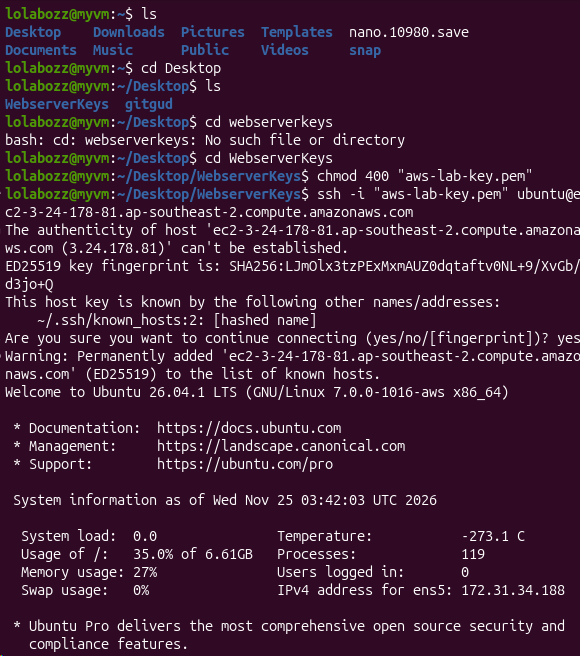 lolabozz@myvm:~$ ls
Desktop    Downloads  Pictures  Templates  nano.10980.save
Documents  Music      Public    Videos     snap
lolabozz@myvm:~$ cd Desktop
lolabozz@myvm:~/Desktop$ ls
WebserverKeys  gitgud
lolabozz@myvm:~/Desktop$ cd webserverkeys
bash: cd: webserverkeys: No such file or directory
lolabozz@myvm:~/Desktop$ cd WebserverKeys
lolabozz@myvm:~/Desktop/WebserverKeys$ chmod 400 "aws-lab-key.pem"
lolabozz@myvm:~/Desktop/WebserverKeys$ ssh -i "aws-lab-key.pem" ubuntu@e
c2-3-24-178-81.ap-southeast-2.compute.amazonaws.com
The authenticity of host 'ec2-3-24-178-81.ap-southeast-2.compute.amazona
ws.com (3.24.178.81)' can't be established.
ED25519 key fingerprint is: SHA256:LJmOlx3tzPExMxmAUZ0dqtaftv0NL+9/XvGb/
d3jo+Q
This host key is known by the following other names/addresses:
    ~/.ssh/known_hosts:2: [hashed name]
Are you sure you want to continue connecting (yes/no/[fingerprint])? yes
Warning: Permanently added 'ec2-3-24-178-81.ap-southeast-2.compute.amazo
naws.com' (ED25519) to the list of known hosts.
Welcome to Ubuntu 26.04.1 LTS (GNU/Linux 7.0.0-1016-aws x86_64)

 * Documentation:  https://docs.ubuntu.com
 * Management:     https://landscape.canonical.com
 * Support:        https://ubuntu.com/pro

 System information as of Wed Nov 25 03:42:03 UTC 2026

  System load:  0.0               Temperature:           -273.1 C
  Usage of /:   35.0% of 6.61GB   Processes:             119
  Memory usage: 27%               Users logged in:       0
  Swap usage:   0%                IPv4 address for ens5: 172.31.34.188

 * Ubuntu Pro delivers the most comprehensive open source security and
   compliance features.